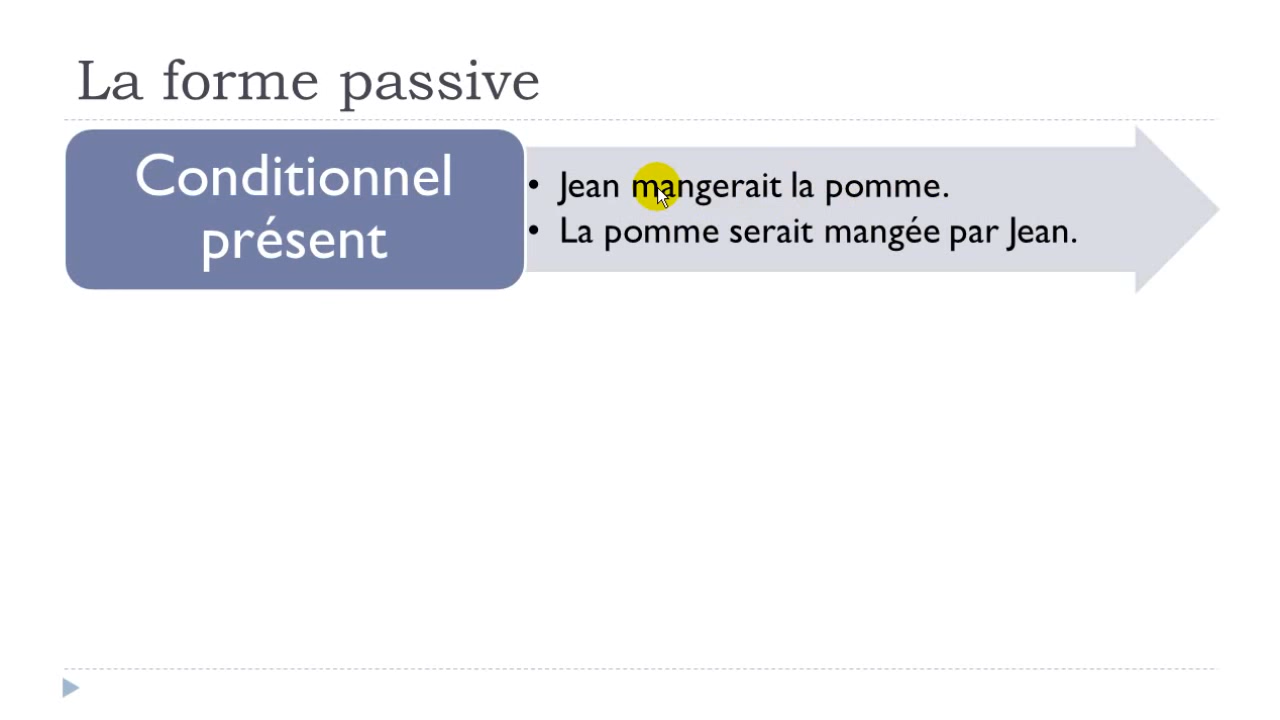 La forme passive
Conditionnel
présent
• Jean mangerait la pomme.
• La pomme serait mangée par Jean.